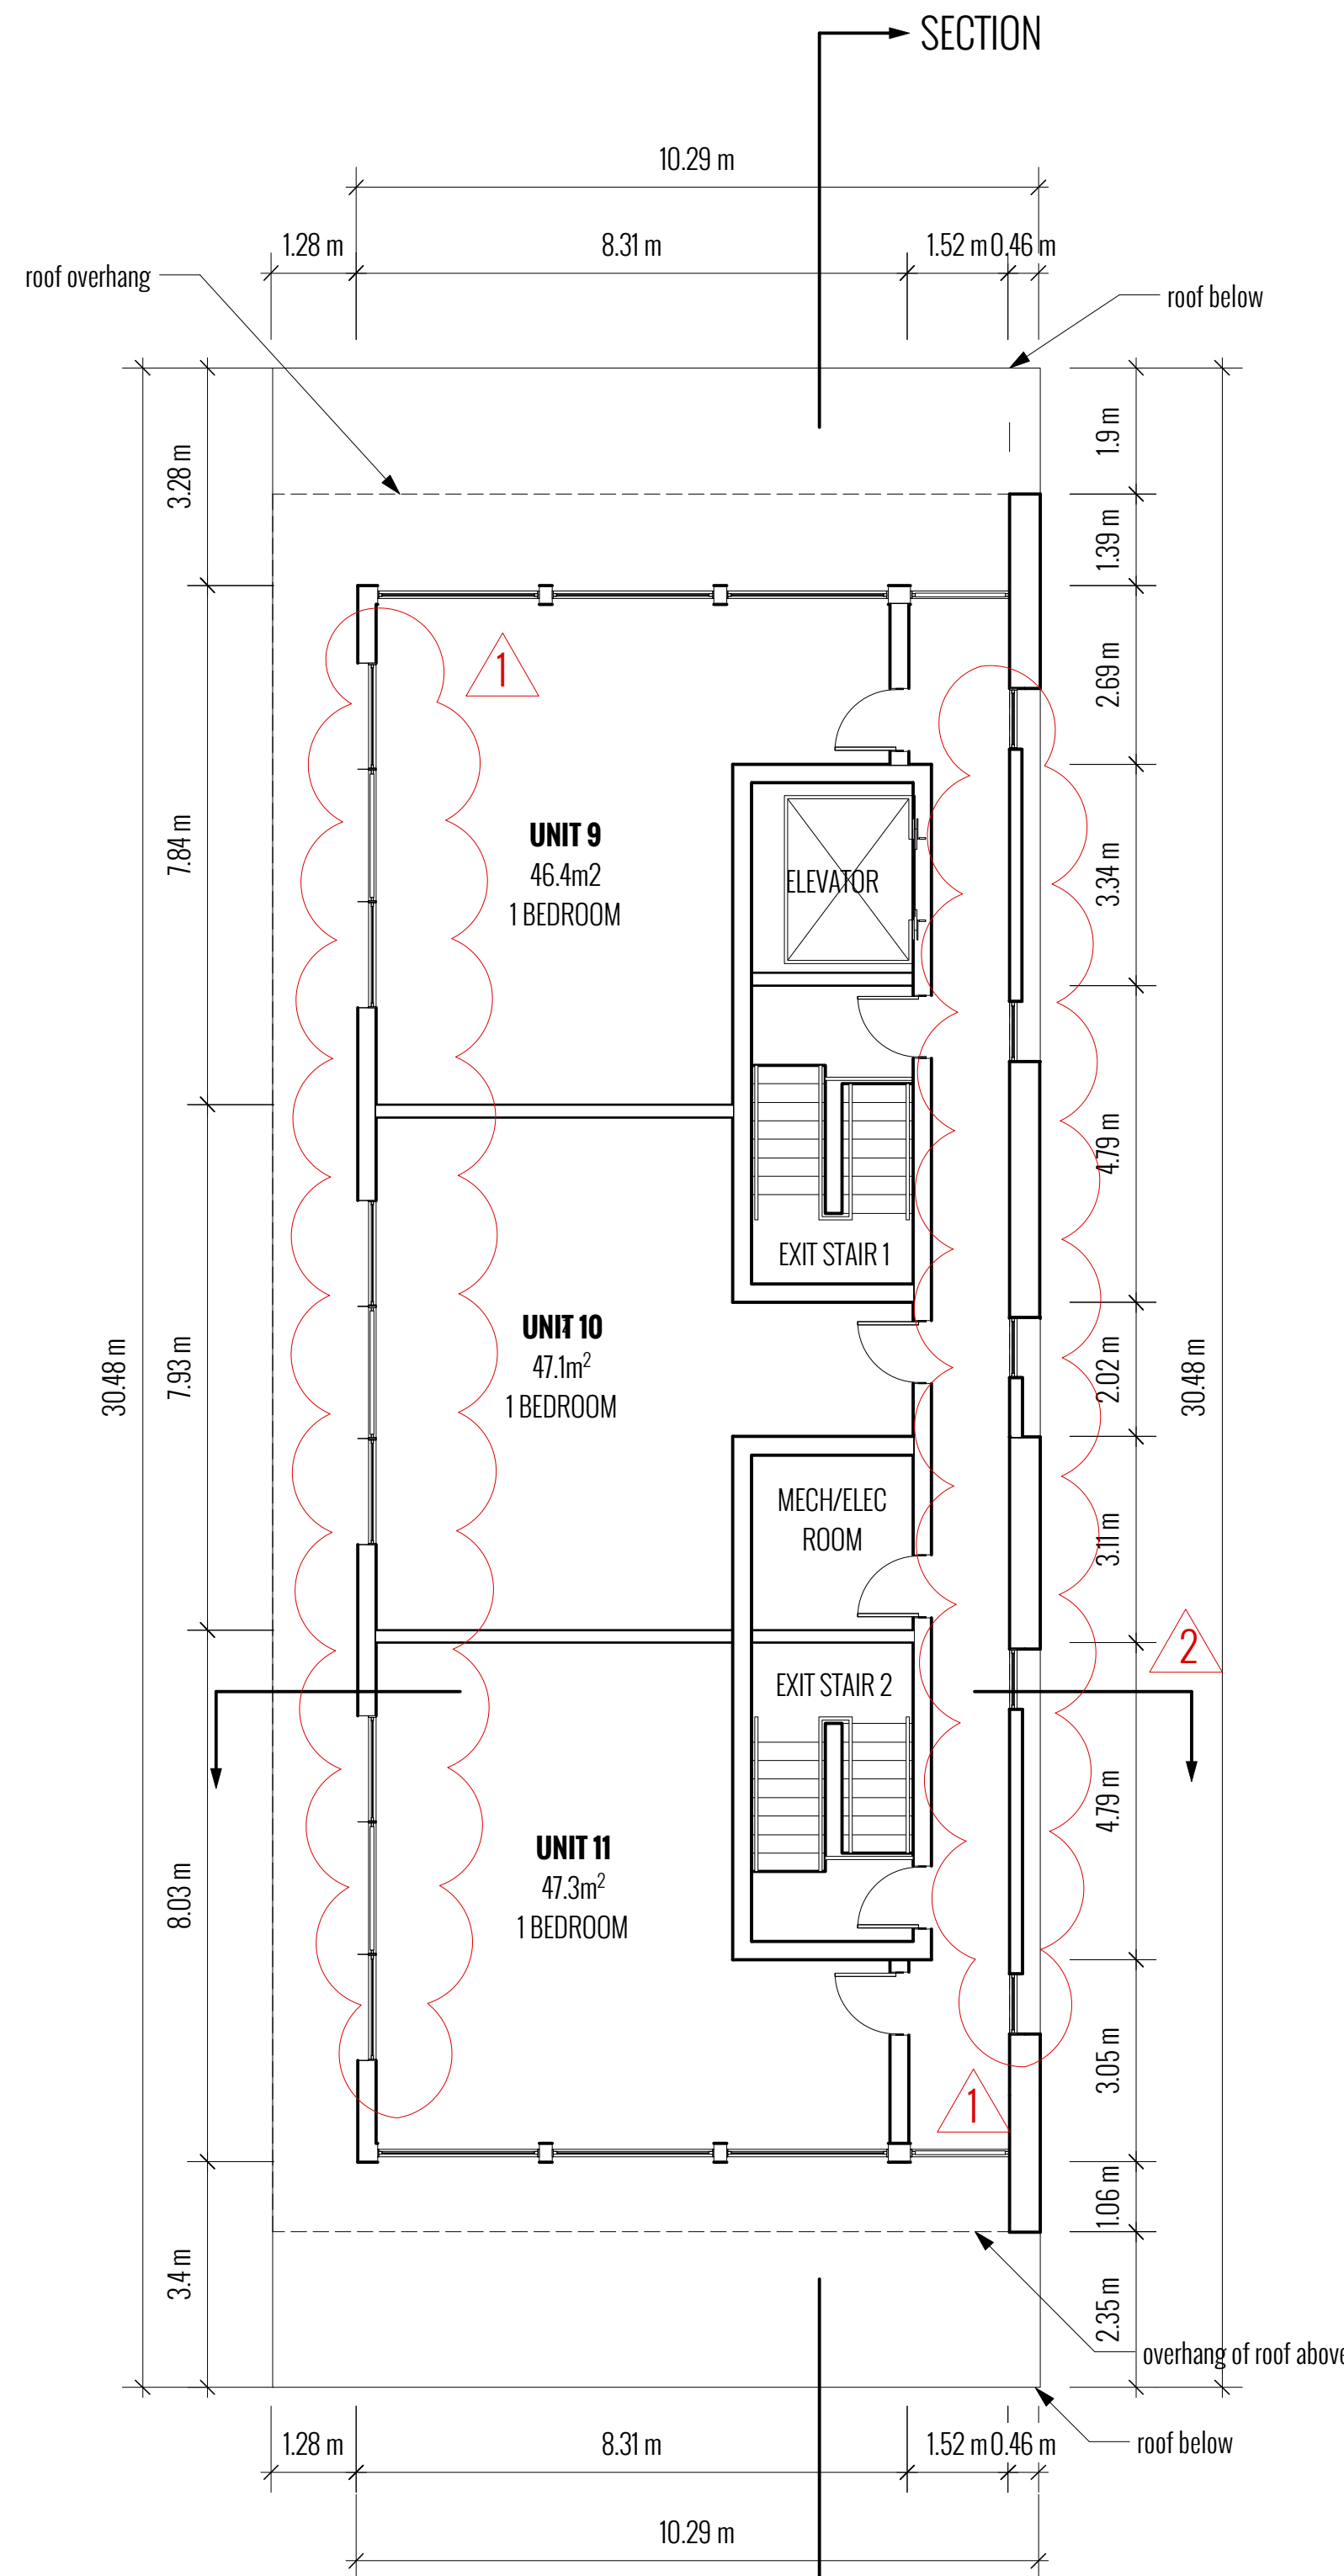 SECTION
10.29 m
1.28 m
8.31 m
1.52 m
0.46 m
roof overhang
roof below
3.28 m
1.9 m
1.39 m
1
2.69 m
7.84 m
UNIT 9
46.4m2
1 BEDROOM
ELEVATOR
3.34 m
4.79 m
EXIT STAIR 1
30.48 m
7.93 m
UNIT 10
47.1m²
1 BEDROOM
2.02 m
30.48 m
MECH/ELEC
ROOM
3.11 m
2
EXIT STAIR 2
4.79 m
8.03 m
UNIT 11
47.3m²
1 BEDROOM
3.05 m
1
1.06 m
3.4 m
2.35 m
overhang of roof above
roof below
1.28 m
8.31 m
1.52 m
0.46 m
10.29 m